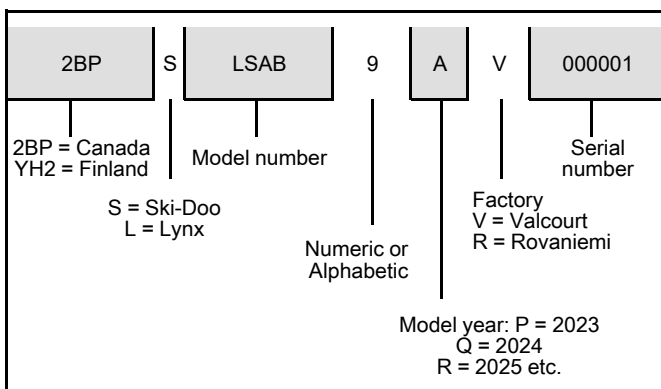 2BP S LSAB 9 A V 000001
2BP = Canada
YH2 = Finland
Model number
Serial
number
S = Ski-Doo
L = Lynx
Factory
V = Valcourt
R = Rovaniemi
Numeric or
Alphabetic
Model year: P = 2023
Q = 2024
R = 2025 etc.